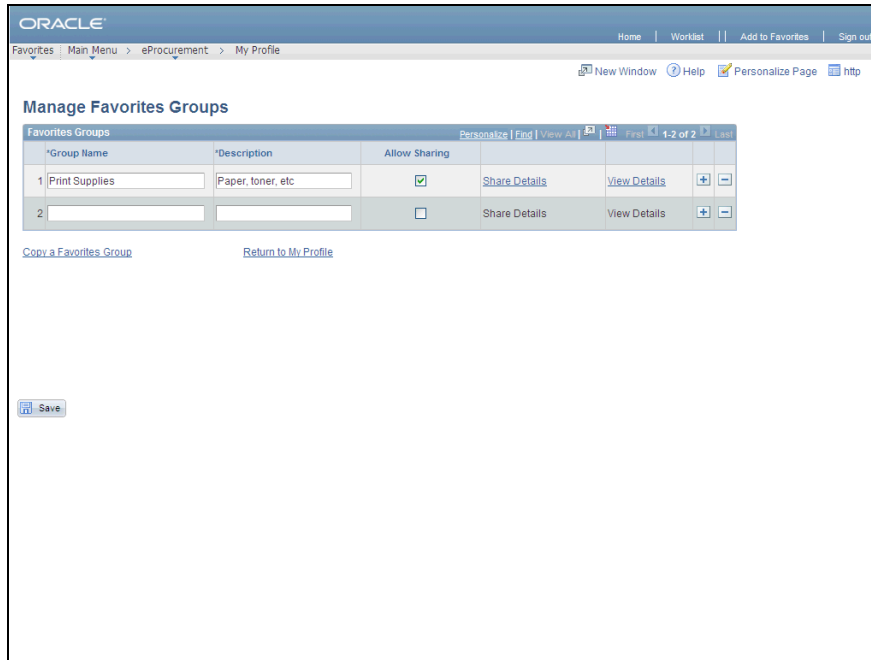 ORACLE
Home | Worklist || Add to Favorites | Sign out
Favorites | Main Menu > eProcurement > My Profile
New Window Help Personalize Page http
Manage Favorites Groups
Favorites Groups Personalize | Find | View All | | First 1-2 of 2 Last
*Group Name *Description Allow Sharing
1 Print Supplies Paper, toner, etc Share Details View Details + -
2 Share Details View Details + -
Copy a Favorites Group Return to My Profile
Save